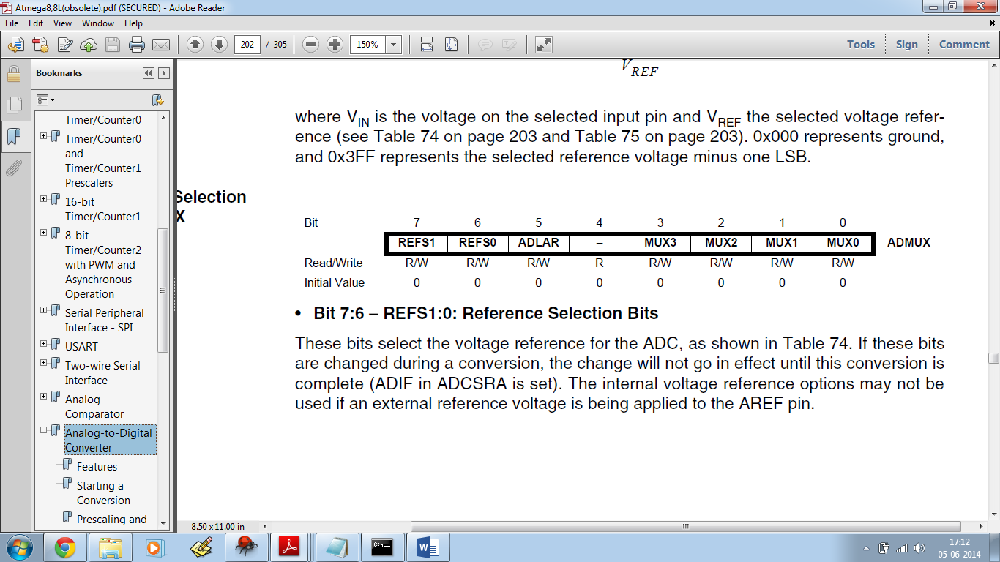 Atmega8,8L(obsolete).pdf (SECURED) - Adobe Reader
File Edit View Window Help
202 / 305 150% Tools Sign Comment
Bookmarks
Timer/Counter0
Timer/Counter0
and
Timer/Counter1
Prescalers
16-bit
Timer/Counter1
8-bit
Timer/Counter2
with PWM and
Asynchronous
Operation
Serial Peripheral
Interface - SPI
USART
Two-wire Serial
Interface
Analog
Comparator
Analog-to-Digital
Converter
Features
Starting a
Conversion
Prescaling and
VREF
where VIN is the voltage on the selected input pin and VREF the selected voltage refer-
ence (see Table 74 on page 203 and Table 75 on page 203). 0x000 represents ground,
and 0x3FF represents the selected reference voltage minus one LSB.
Selection
X
Bit 7 6 5 4 3 2 1 0
REFS1 REFS0 ADLAR – MUX3 MUX2 MUX1 MUX0 ADMUX
Read/Write R/W R/W R/W R R/W R/W R/W R/W
Initial Value 0 0 0 0 0 0 0 0
• Bit 7:6 – REFS1:0: Reference Selection Bits
These bits select the voltage reference for the ADC, as shown in Table 74. If these bits
are changed during a conversion, the change will not go in effect until this conversion is
complete (ADIF in ADCSRA is set). The internal voltage reference options may not be
used if an external reference voltage is being applied to the AREF pin.
8.50 x 11.00 in
17:12
05-06-2014